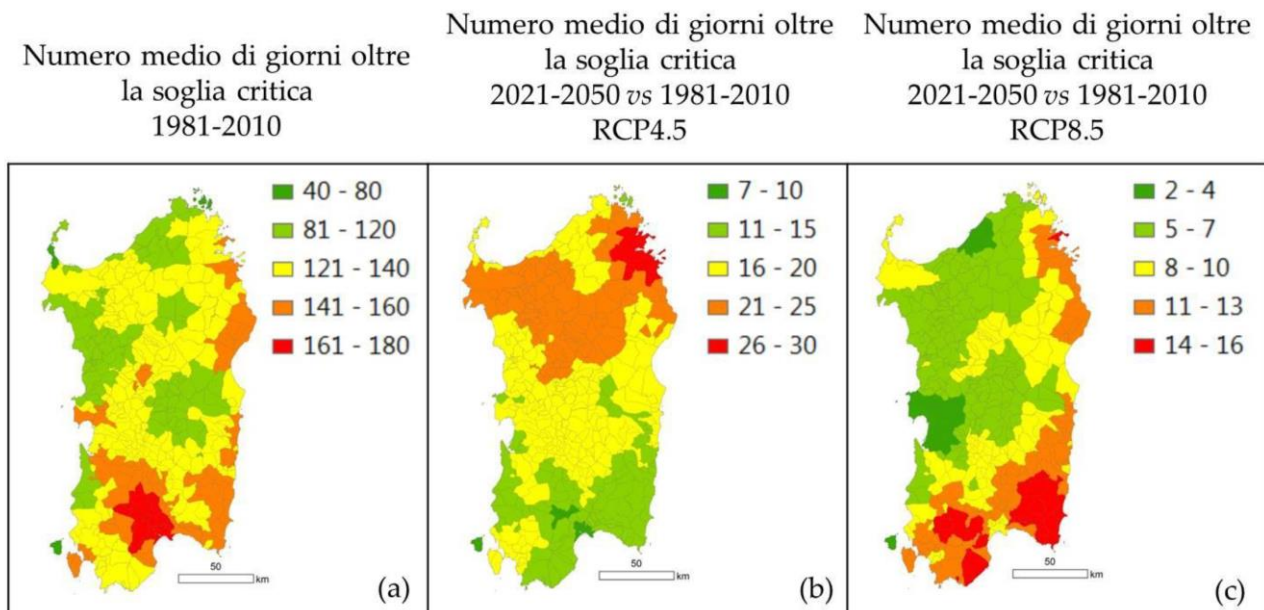 Numero medio di giorni oltre
la soglia critica
1981-2010
Numero medio di giorni oltre
la soglia critica
2021-2050 vs 1981-2010
RCP4.5
Numero medio di giorni oltre
la soglia critica
2021-2050 vs 1981-2010
RCP8.5
40 - 80
81 - 120
121 - 140
141 - 160
161 - 180
50
km
(a)
7 - 10
11 - 15
16 - 20
21 - 25
26 - 30
50
km
(b)
2 - 4
5 - 7
8 - 10
11 - 13
14 - 16
50
km
(c)